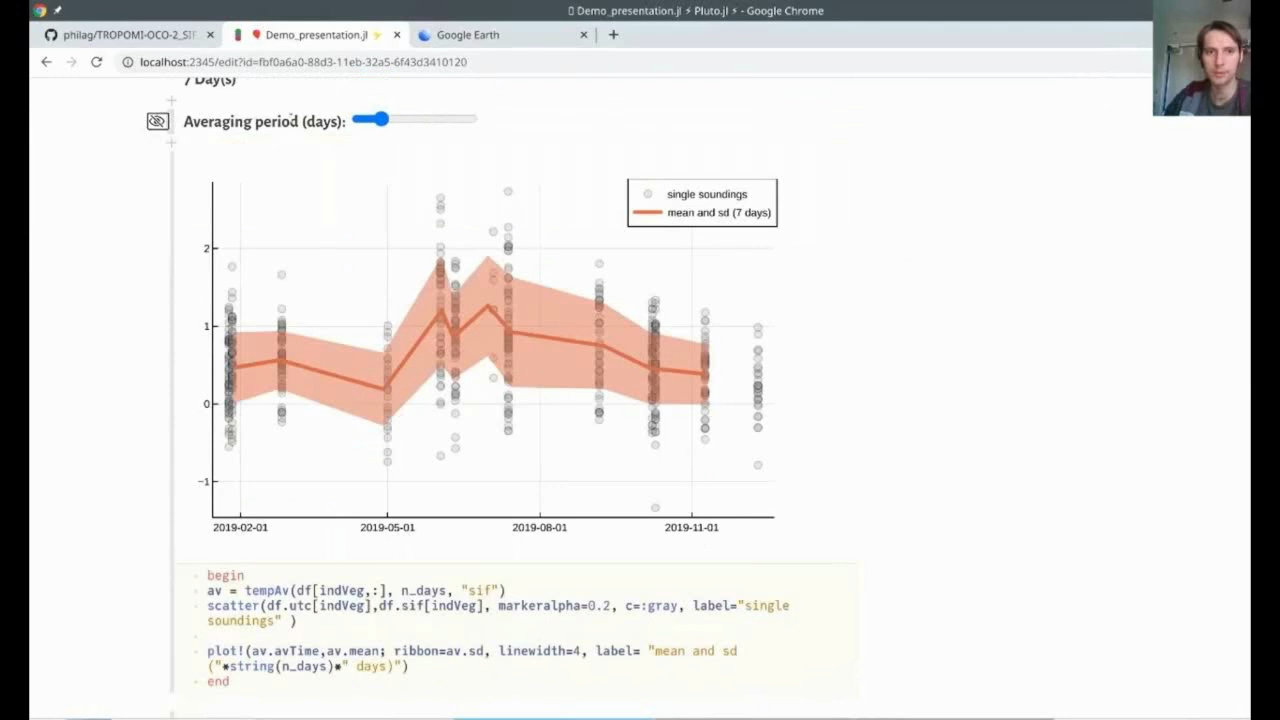 Demo_presentation.jl ⚡ Pluto.jl ⚡ - Google Chrome
philag/TROPOMI-OCO-2_SIF
Demo_presentation.jl ⚡
Google Earth
localhost:2345/edit?id=fbf0a6a0-88d3-11eb-32a5-6f43d3410120
7 Day(s)
Averaging period (days):
single soundings
mean and sd (7 days)
2
1
0
−1
2019-02-01
2019-05-01
2019-08-01
2019-11-01
begin
av = tempAv(df[indVeg,:], n_days, "sif")
scatter(df.utc[indVeg],df.sif[indVeg], markeralpha=0.2, c=:gray, label="single
soundings" )
plot!(av.avTime,av.mean; ribbon=av.sd, linewidth=4, label= "mean and sd
("*string(n_days)*" days)")
end